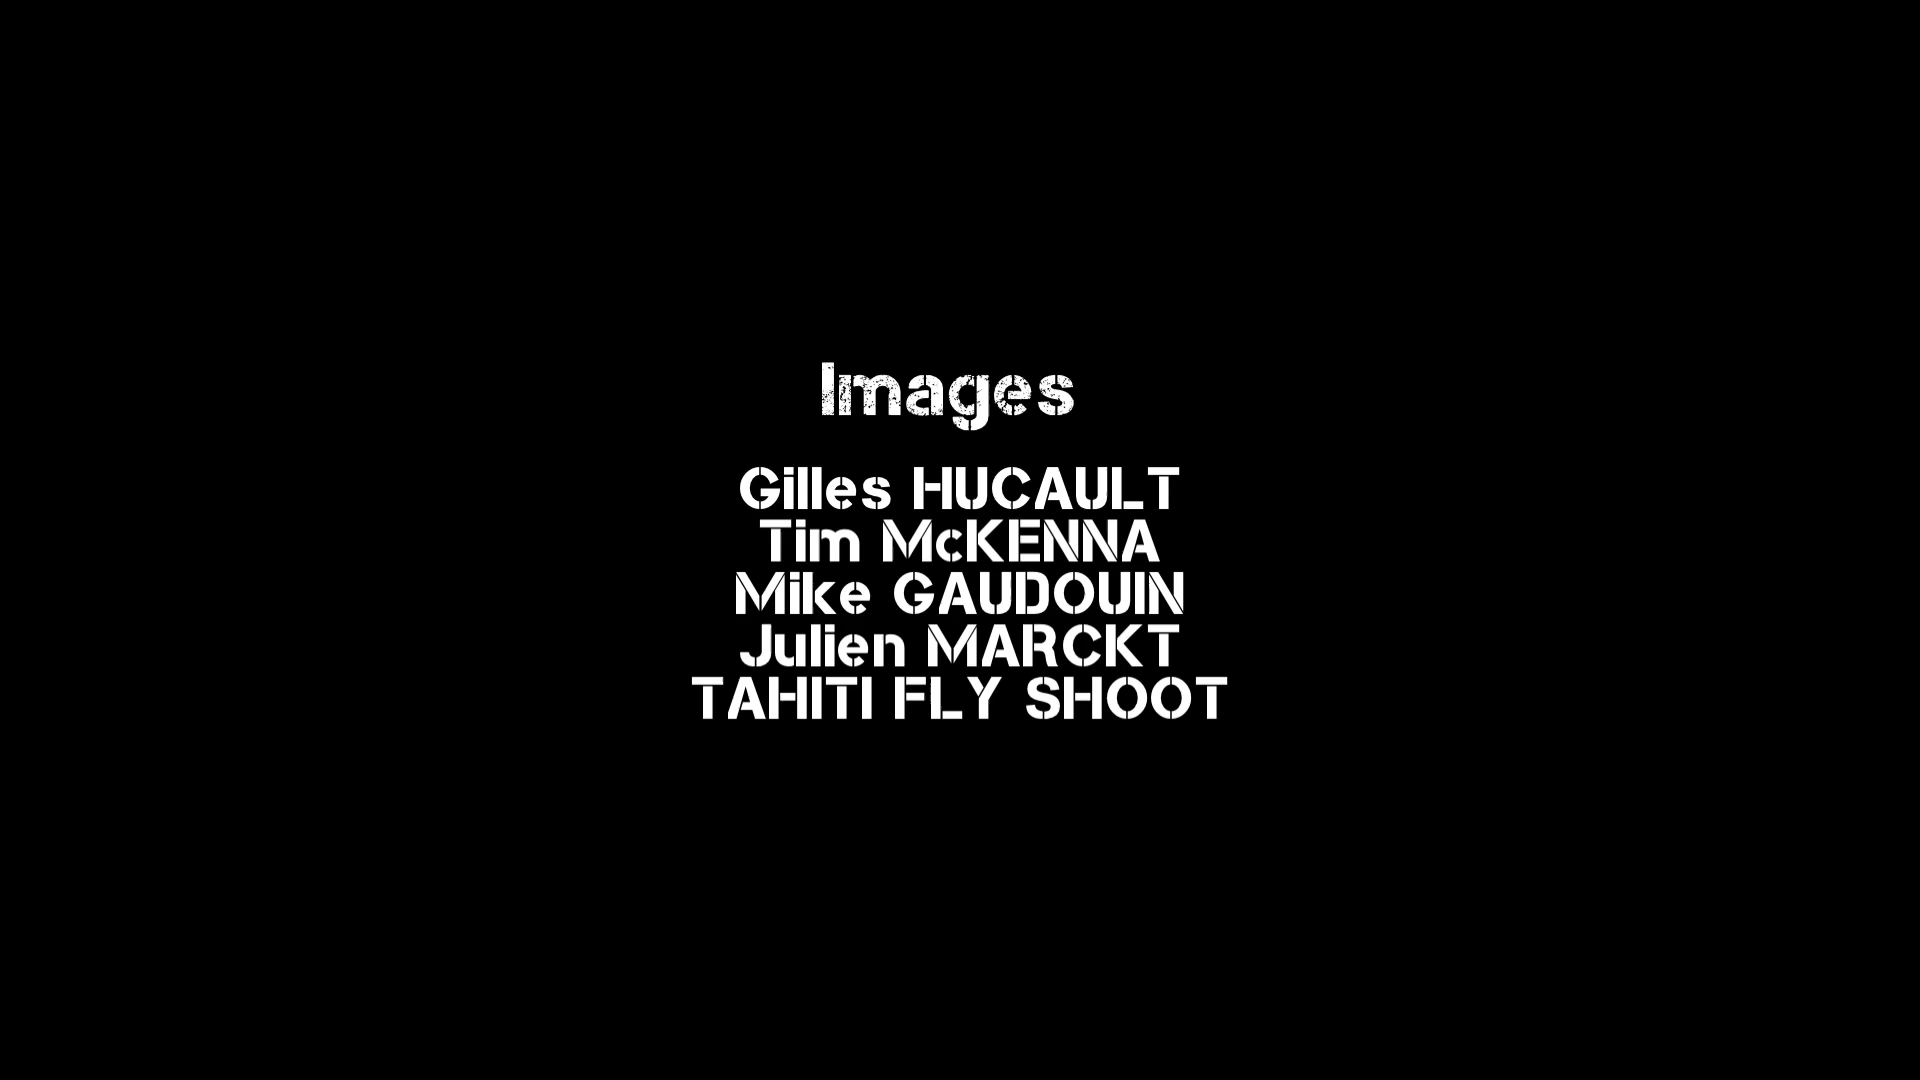 Images
Gilles HUCAULT
Tim McKENNA
Mike GAUDOUIN
Julien MARCKT
TAHITI FLY SHOOT